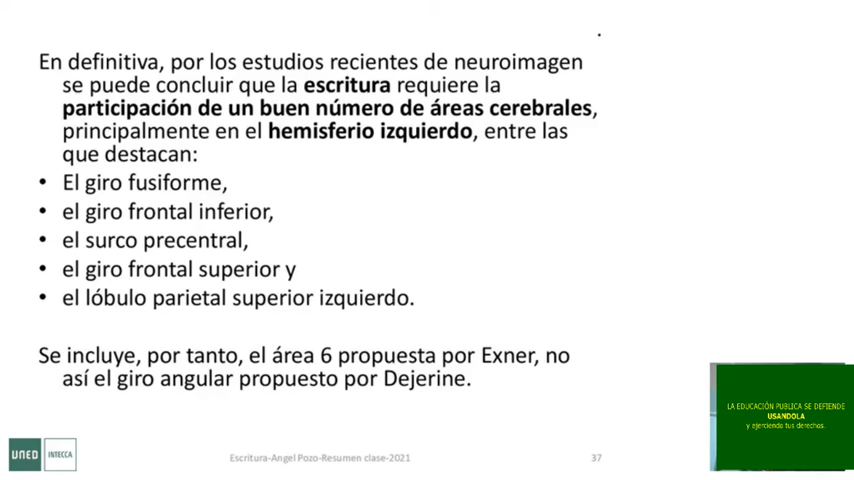 En definitiva, por los estudios recientes de neuroimagen
se puede concluir que la escritura requiere la
participación de un buen número de áreas cerebrales,
principalmente en el hemisferio izquierdo, entre las
que destacan:
• El giro fusiforme,
• el giro frontal inferior,
• el surco precentral,
• el giro frontal superior y
• el lóbulo parietal superior izquierdo.
Se incluye, por tanto, el área 6 propuesta por Exner, no
así el giro angular propuesto por Dejerine.
LA EDUCACIÓN PUBLICA SE DEFIENDE
USANDOLA
y ejerciendo tus derechos.
UNED INTECCA
Escritura-Angel Pozo-Resumen clase-2021
37